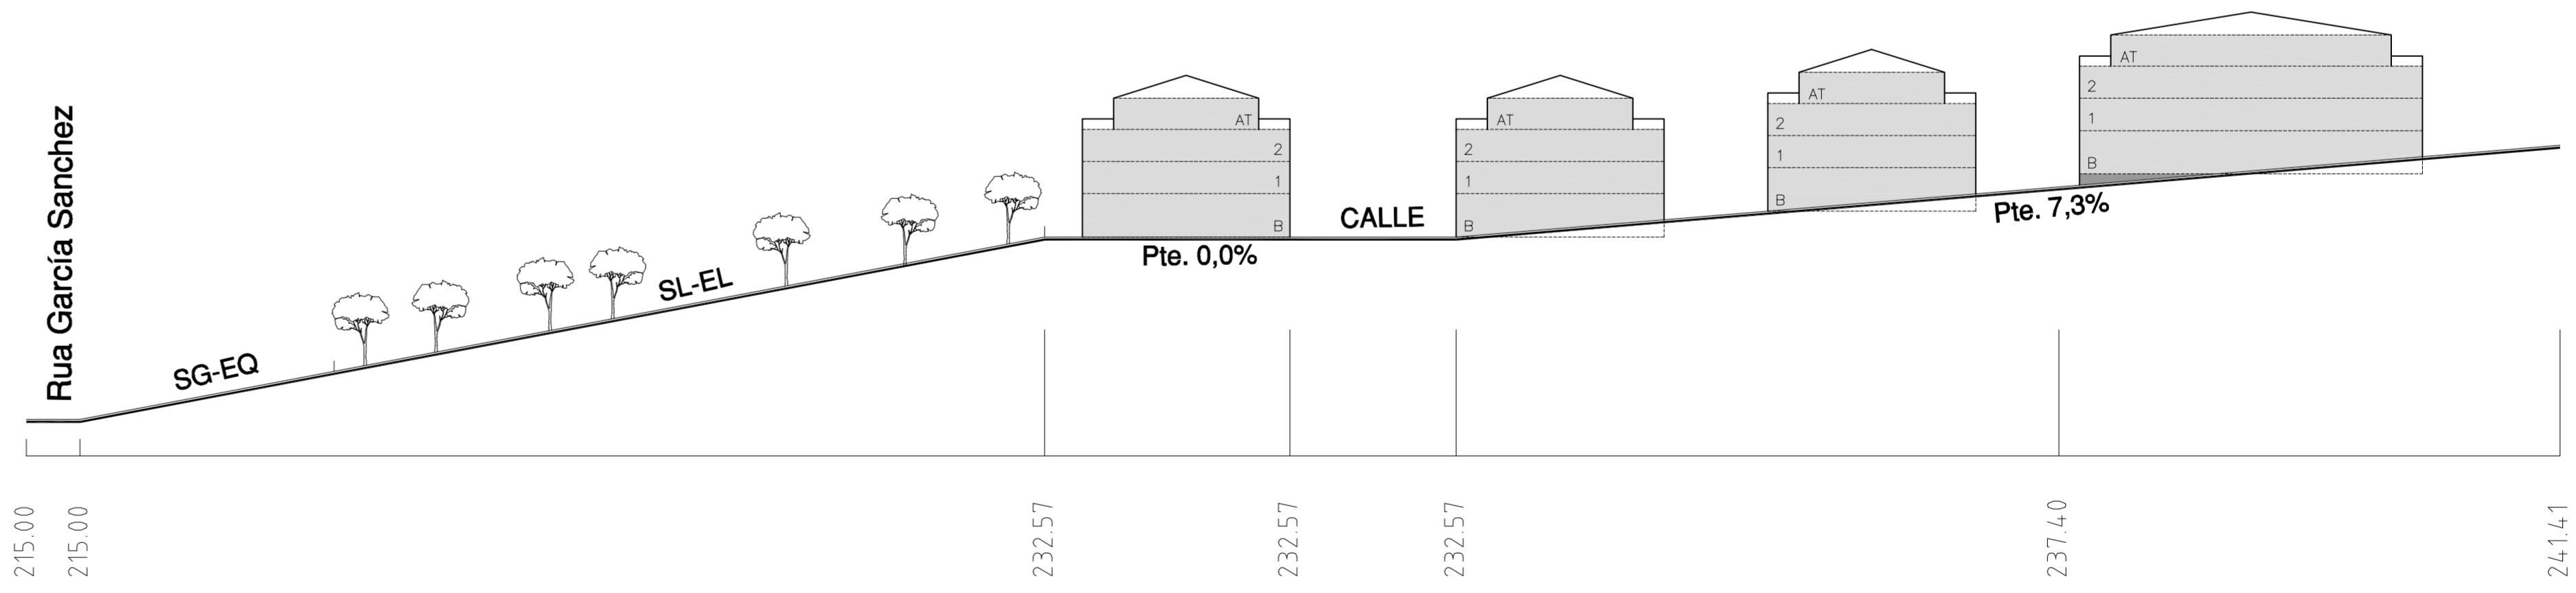 Rua García Sanchez
SG-EQ
SL-EL
AT
2
1
B
Pte. 0,0%
CALLE
AT
2
1
B
AT
2
1
B
Pte. 7,3%
AT
2
1
B
215.00
215.00
232.57
232.57
232.57
237.40
241.41